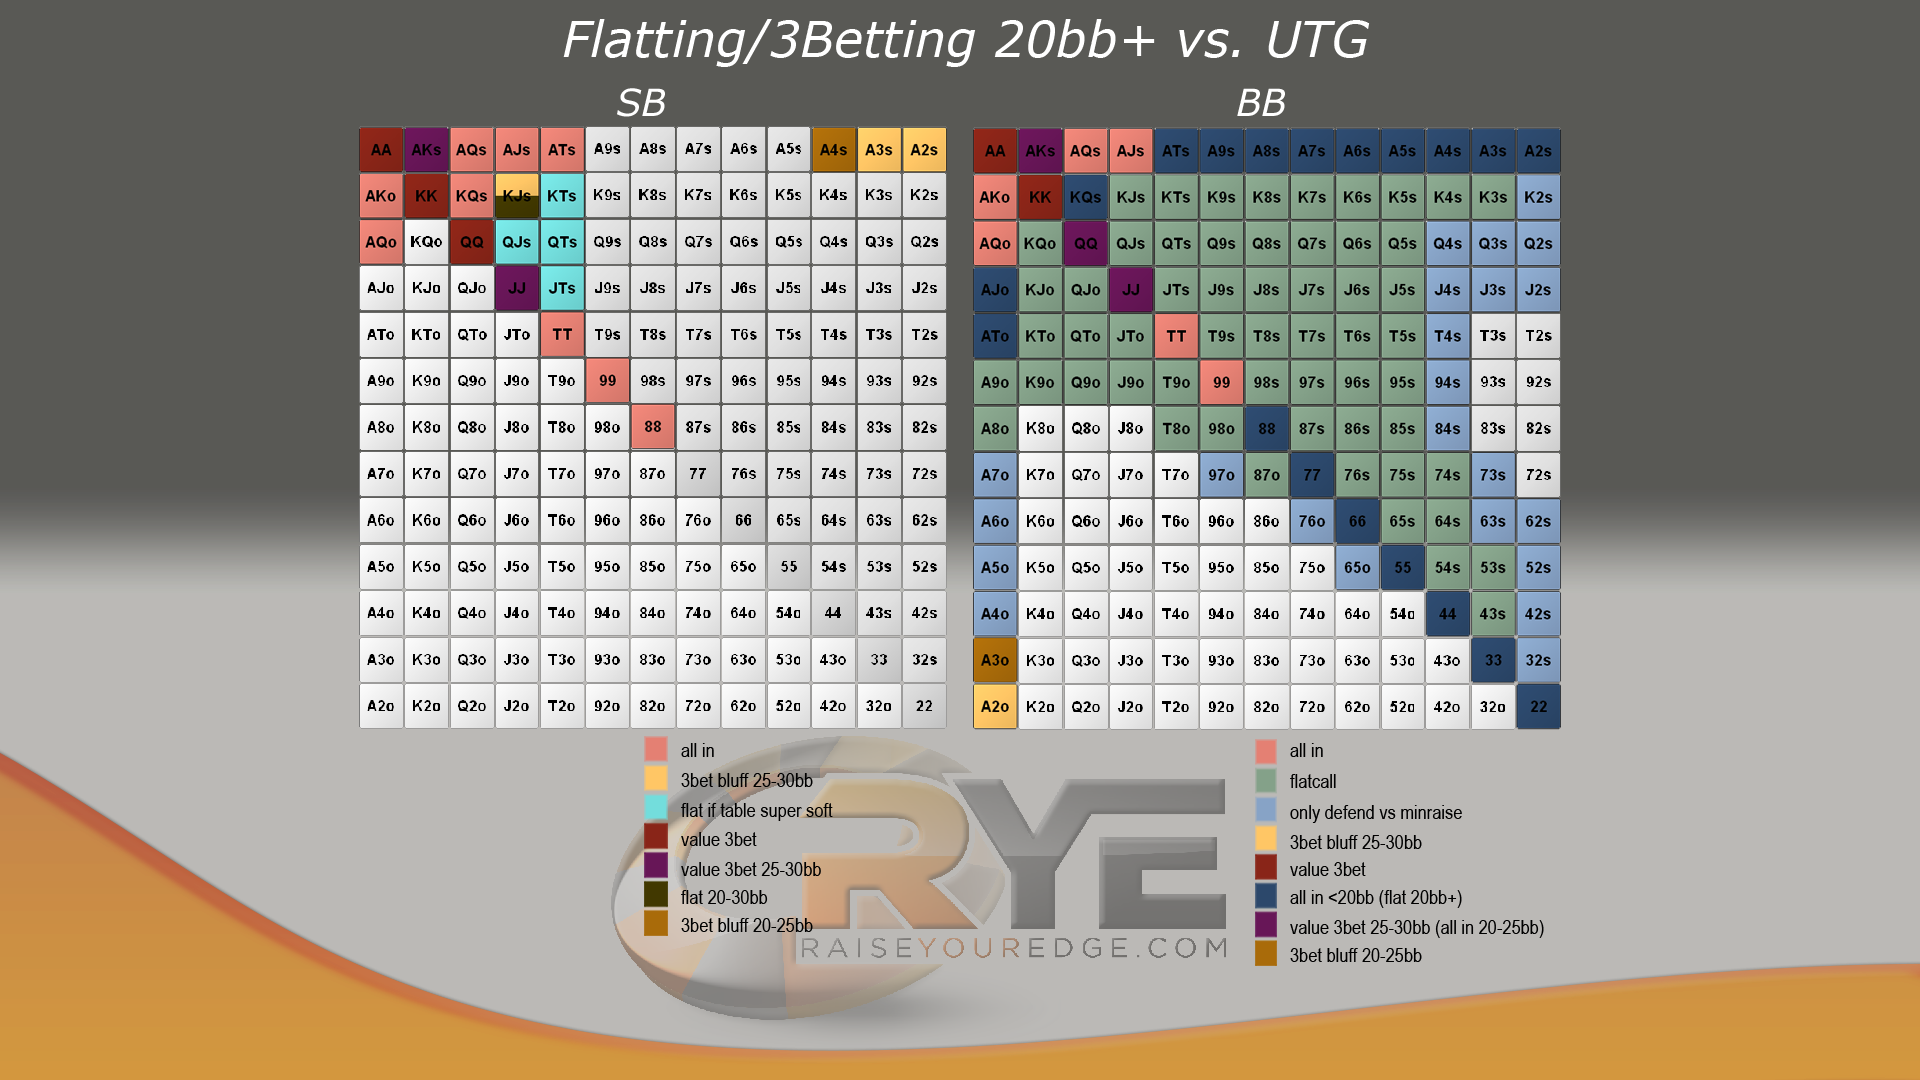 Flatting/3Betting 20bb+ vs. UTG
SB
AA AKs AQs AJs ATs A9s A8s A7s A6s A5s A4s A3s A2s
AKo KK KQs KJs KTs K9s K8s K7s K6s K5s K4s K3s K2s
AQo KQo QQ QJs QTs Q9s Q8s Q7s Q6s Q5s Q4s Q3s Q2s
AJo KJo QJo JJ JTs J9s J8s J7s J6s J5s J4s J3s J2s
ATo KTo QTo JTo TT T9s T8s T7s T6s T5s T4s T3s T2s
A9o K9o Q9o J9o T9o 99 98s 97s 96s 95s 94s 93s 92s
A8o K8o Q8o J8o T8o 98o 88 87s 86s 85s 84s 83s 82s
A7o K7o Q7o J7o T7o 97o 87o 77 76s 75s 74s 73s 72s
A6o K6o Q6o J6o T6o 96o 86o 76o 66 65s 64s 63s 62s
A5o K5o Q5o J5o T5o 95o 85o 75o 65o 55 54s 53s 52s
A4o K4o Q4o J4o T4o 94o 84o 74o 64o 54o 44 43s 42s
A3o K3o Q3o J3o T3o 93o 83o 73o 63o 53o 43o 33 32s
A2o K2o Q2o J2o T2o 92o 82o 72o 62o 52o 42o 32o 22
all in
3bet bluff 25-30bb
flat if table super soft
value 3bet
value 3bet 25-30bb
flat 20-30bb
3bet bluff 20-25bb
BB
AA AKs AQs AJs ATs A9s A8s A7s A6s A5s A4s A3s A2s
AKo KK KQs KJs KTs K9s K8s K7s K6s K5s K4s K3s K2s
AQo KQo QQ QJs QTs Q9s Q8s Q7s Q6s Q5s Q4s Q3s Q2s
AJo KJo QJo JJ JTs J9s J8s J7s J6s J5s J4s J3s J2s
ATo KTo QTo JTo TT T9s T8s T7s T6s T5s T4s T3s T2s
A9o K9o Q9o J9o T9o 99 98s 97s 96s 95s 94s 93s 92s
A8o K8o Q8o J8o T8o 98o 88 87s 86s 85s 84s 83s 82s
A7o K7o Q7o J7o T7o 97o 87o 77 76s 75s 74s 73s 72s
A6o K6o Q6o J6o T6o 96o 86o 76o 66 65s 64s 63s 62s
A5o K5o Q5o J5o T5o 95o 85o 75o 65o 55 54s 53s 52s
A4o K4o Q4o J4o T4o 94o 84o 74o 64o 54o 44 43s 42s
A3o K3o Q3o J3o T3o 93o 83o 73o 63o 53o 43o 33 32s
A2o K2o Q2o J2o T2o 92o 82o 72o 62o 52o 42o 32o 22
all in
flatcall
only defend vs minraise
3bet bluff 25-30bb
value 3bet
all in <20bb (flat 20bb+)
value 3bet 25-30bb (all in 20-25bb)
3bet bluff 20-25bb
RYE
RAISEYOUREDGE.COM